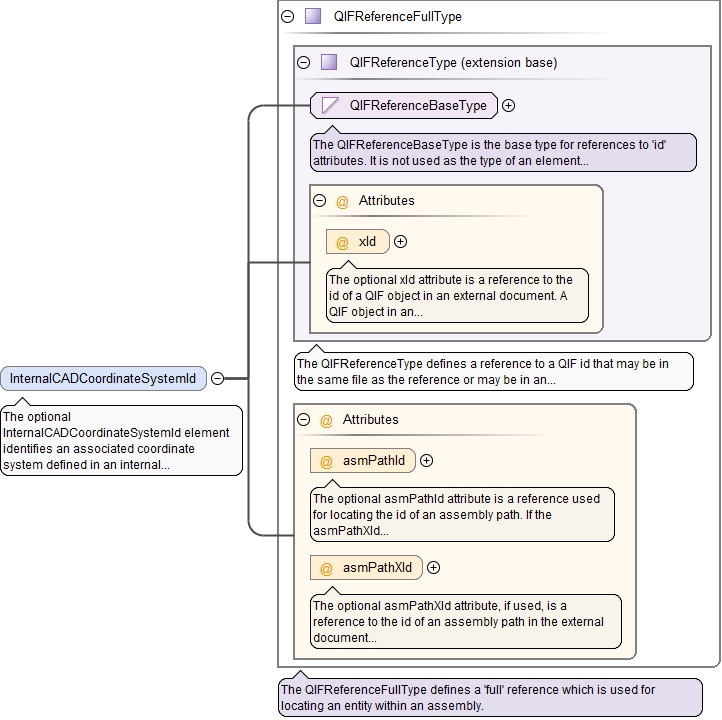 QIFReferenceFullType
QIFReferenceType (extension base)
QIFReferenceBaseType
The QIFReferenceBaseType is the base type for references to 'id'
attributes. It is not used as the type of an element...
@ Attributes
@ xId
The optional xId attribute is a reference to the
id of a QIF object in an external document. A
QIF object in an...
The QIFReferenceType defines a reference to a QIF id that may be in
the same file as the reference or may be in an...
InternalCADCoordinateSystemId
The optional
InternalCADCoordinateSystemId element
identifies an associated coordinate
system defined in an internal...
@ Attributes
@ asmPathId
The optional asmPathId attribute is a reference used
for locating the id of an assembly path. If the
asmPathXId...
@ asmPathXId
The optional asmPathXId attribute, if used, is a
reference to the id of an assembly path in the external
document...
The QIFReferenceFullType defines a 'full' reference which is used for
locating an entity within an assembly.